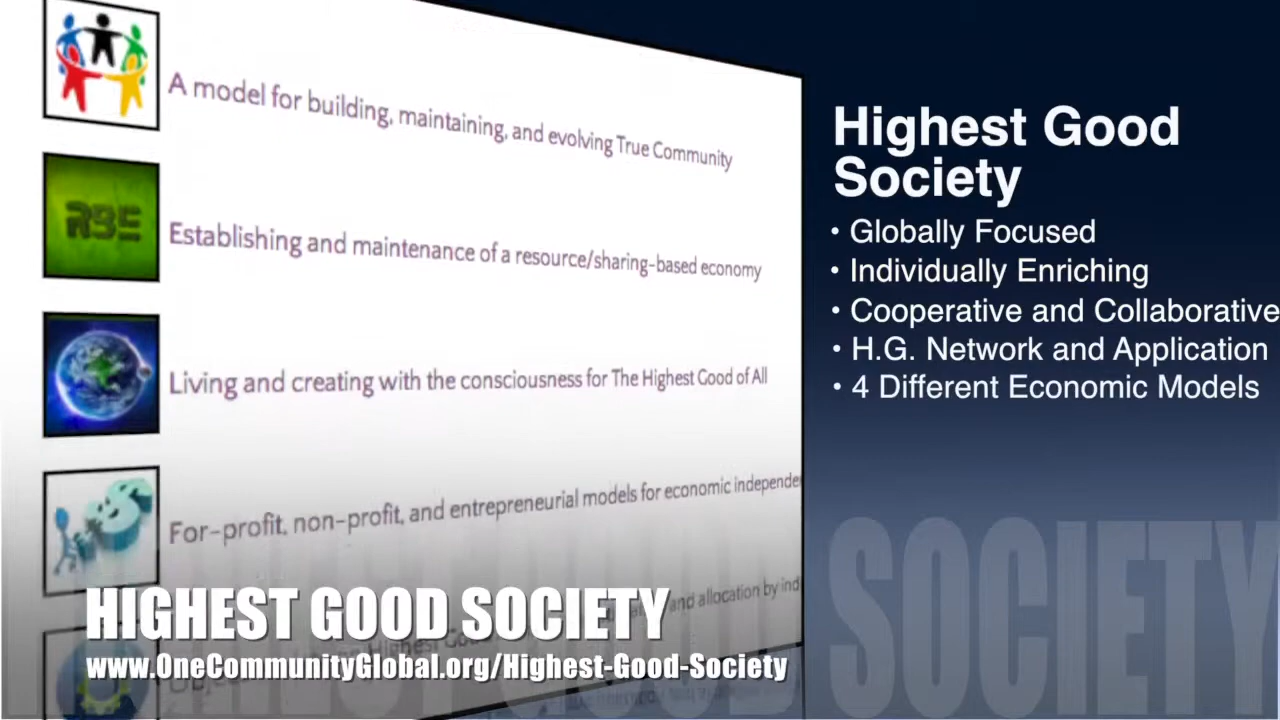 A model for building, maintaining, and evolving True Community
RBE
Establishing and maintenance of a resource/sharing-based economy
Living and creating with the consciousness for The Highest Good of All
For-profit, non-profit, and entrepreneurial models for economic
and allocation by
HIGHEST GOOD SOCIETY
www.OneCommunityGlobal.org/Highest-Good-Society
Highest Good
Society
• Globally Focused
• Individually Enriching
• Cooperative and Collaborative
• H.G. Network and Application
• 4 Different Economic Models
SOCIETY